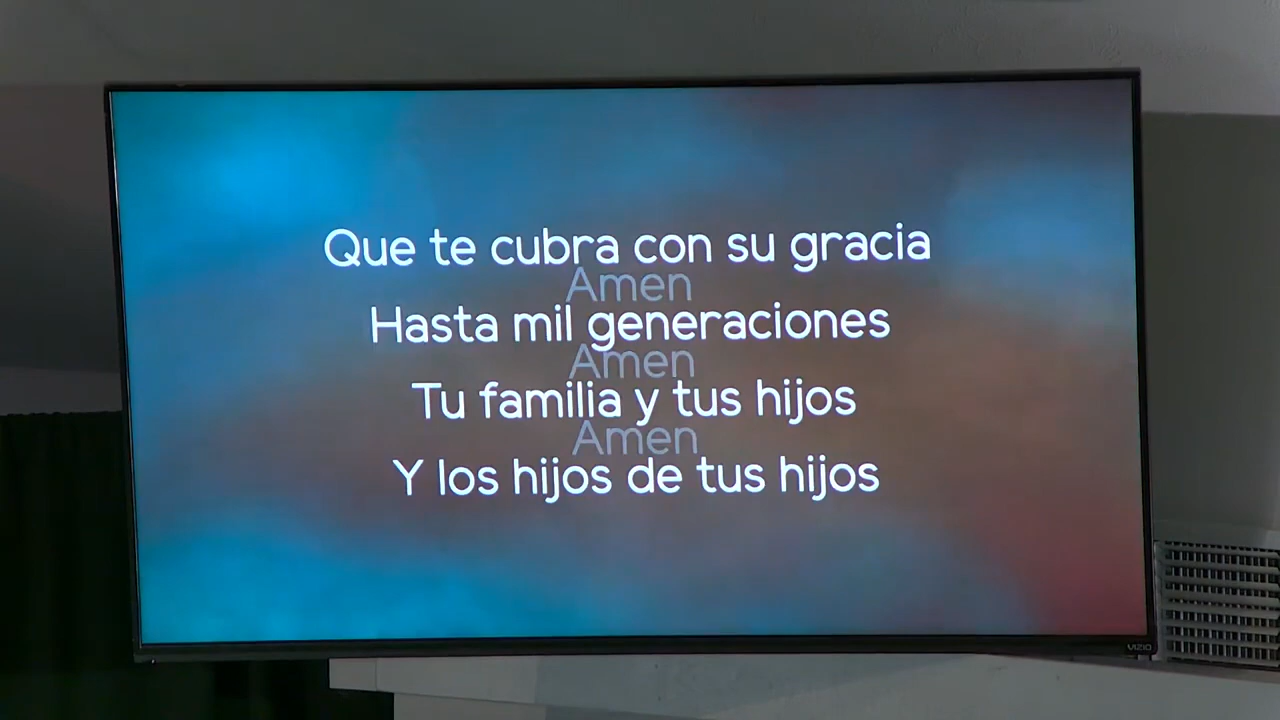 Que te cubra con su gracia
Amen
Hasta mil generaciones
Amen
Tu familia y tus hijos
Amen
Y los hijos de tus hijos
VIZIO